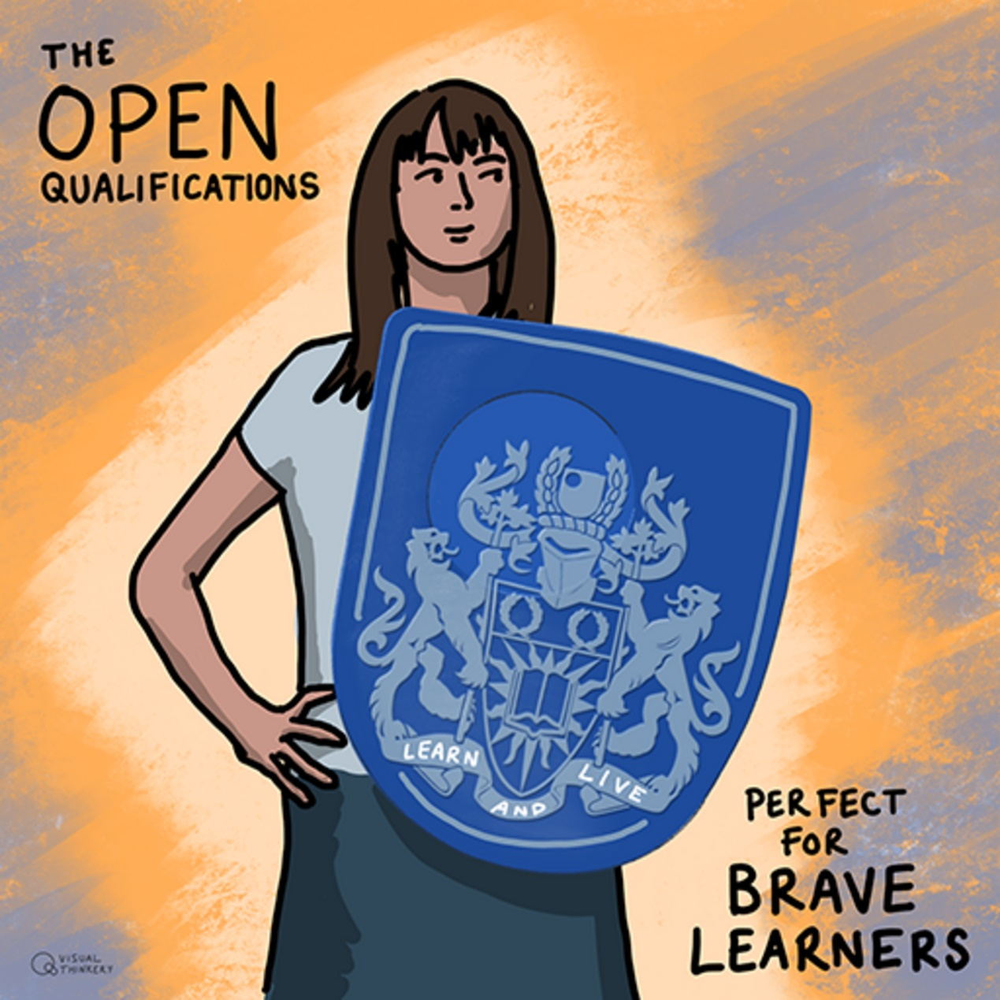 THE
OPEN
QUALIFICATIONS
LEARN
AND
LIVE
PERFECT
FOR
BRAVE
LEARNERS
VISUAL
THINKERY